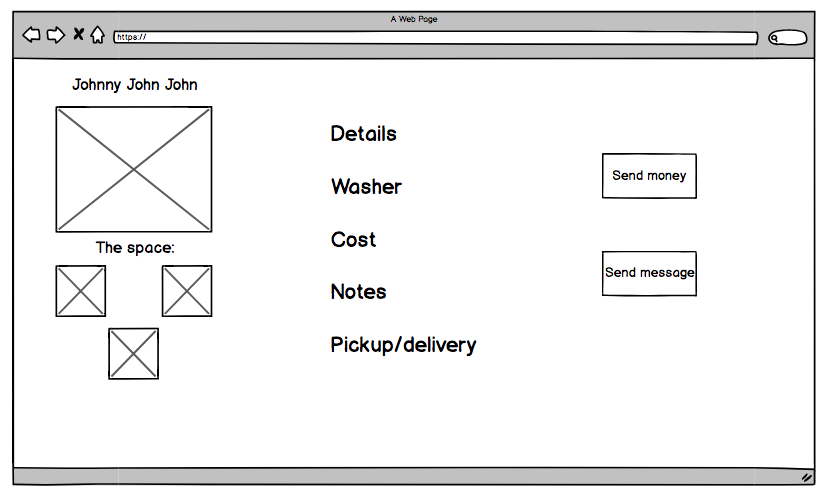 A Web Page
https://
Johnny John John
The space:
Details
Washer
Cost
Notes
Pickup/delivery
Send money
Send message